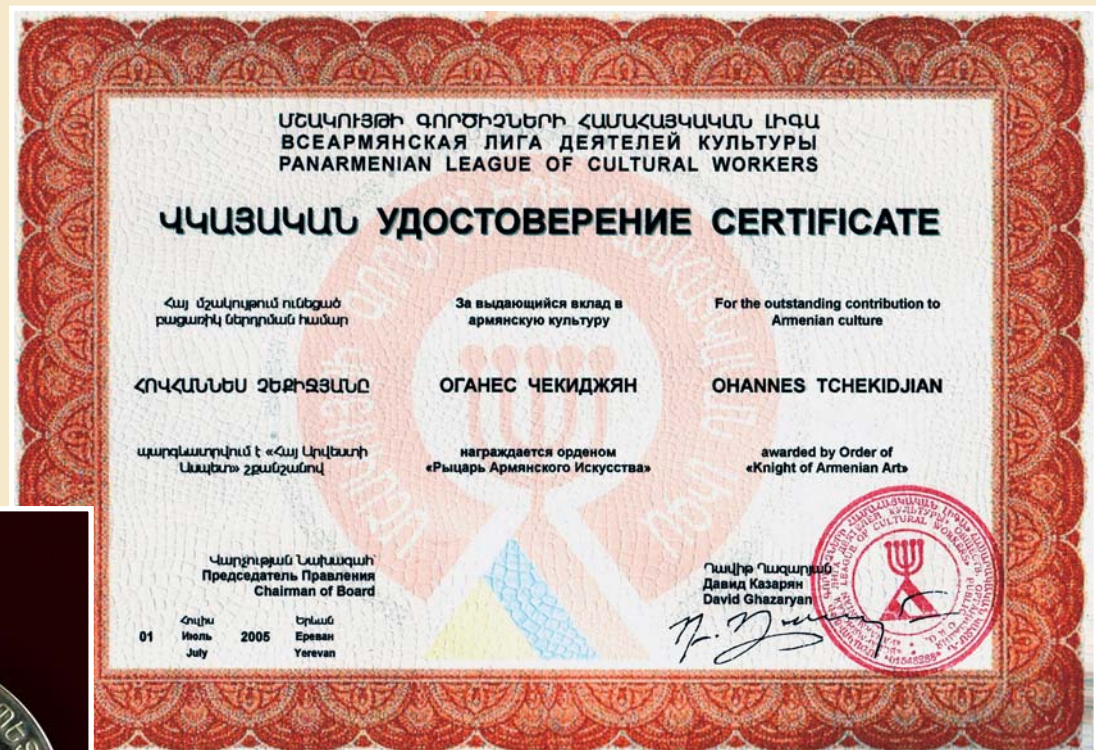 ՄՇԱԿՈՒՅԹԻ ԳՈՐԾԻՉՆԵՐԻ ՀԱՄԱՀԱՅԿԱԿԱՆ ԼԻԳԱ
ВСЕАРМЯНСКАЯ ЛИГА ДЕЯТЕЛЕЙ КУЛЬТУРЫ
PANARMENIAN LEAGUE OF CULTURAL WORKERS
ՎԿԱՅԱԿԱՆ УДОСТОВЕРЕНИЕ CERTIFICATE
Հայ մշակույթում ունեցած
բացառիկ ներդրման համար
ՀՈՎՀԱՆՆԵՍ ՉԵՔԻՋՅԱՆԸ
պարգևատրվում է «Հայ Արվեստի
Ասպետ» շքանշանով
За выдающийся вклад в
армянскую культуру
ОГАНЕС ЧЕКИДЖЯН
награждается орденом
«Рыцарь Армянского Искусства»
For the outstanding contribution to
Armenian culture
OHANNES TCHEKIDJIAN
awarded by Order of
«Knight of Armenian Art»
Վարչության Նախագահ՝
Председатель Правления
Chairman of Board
Դավիթ Ղազարյան
Давид Казарян
David Ghazaryan
Հուլիս Երևան
01 Июль 2005 Ереван
July Yerevan